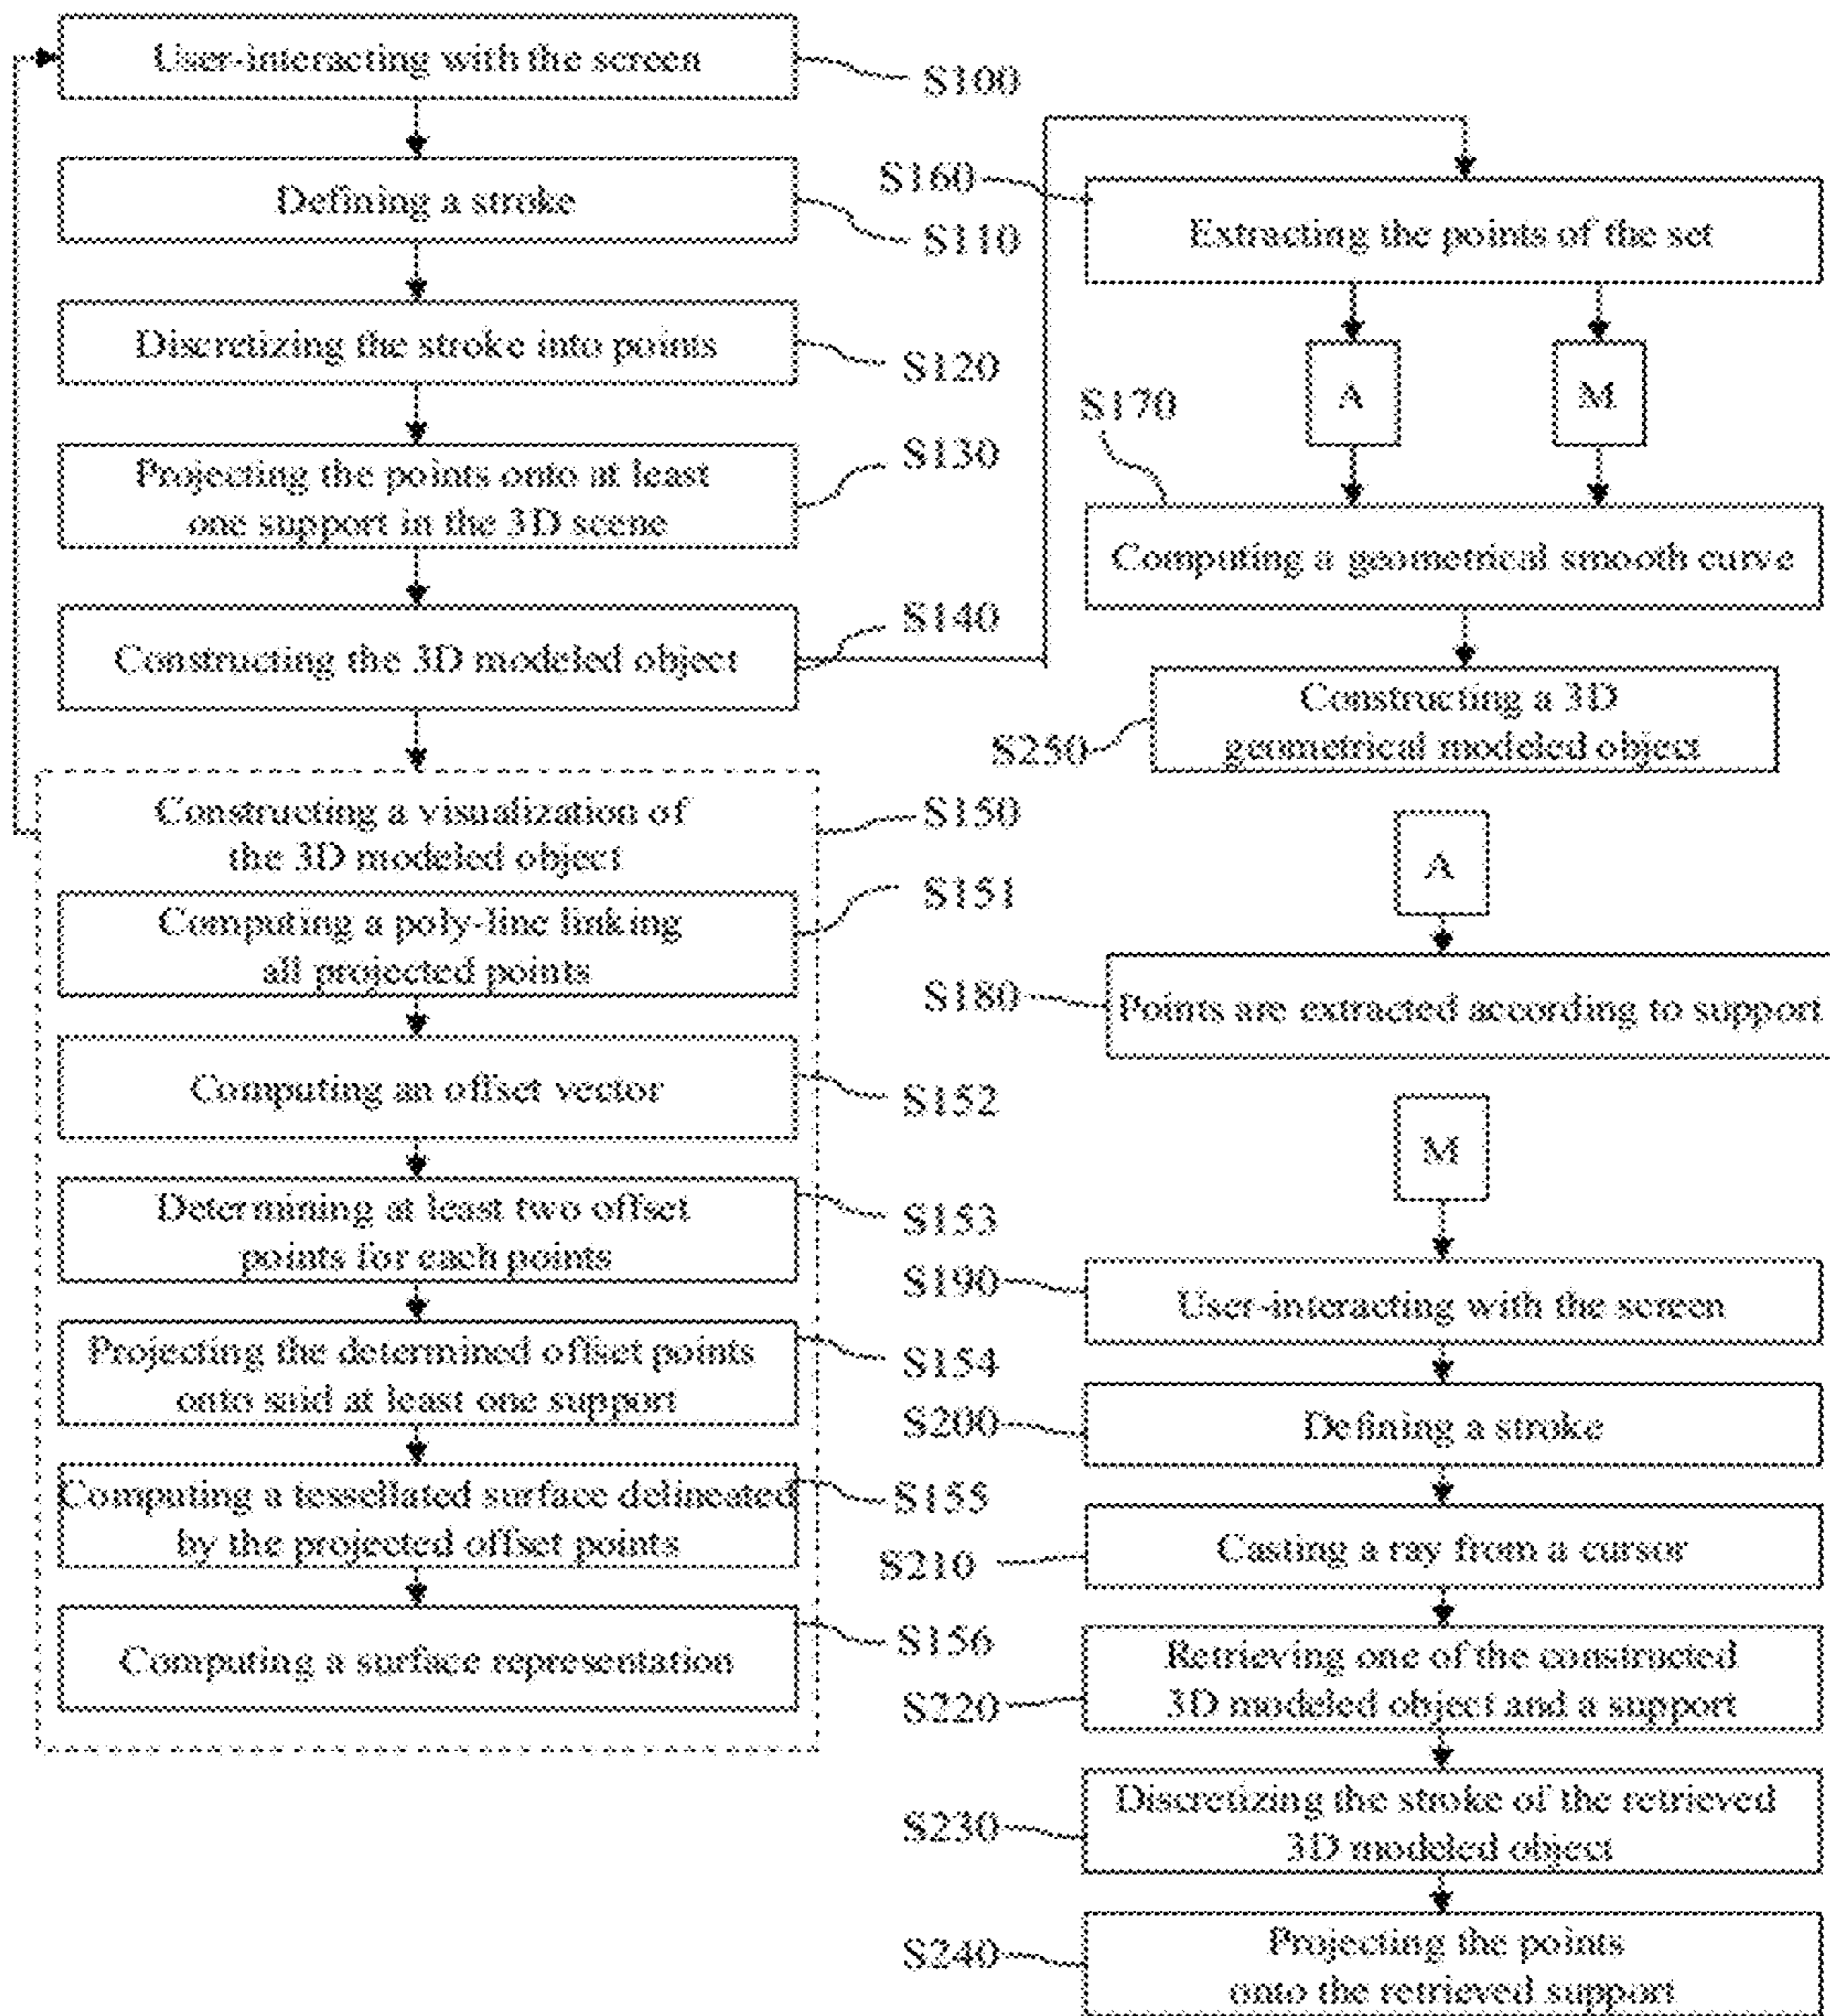 User-interacting with the screen
S100
Defining a stroke
S110
Discretizing the stroke into points
S120
Projecting the points onto at least
one support in the 3D scene
S130
Constructing the 3D modeled object
S140
Constructing a visualization of
the 3D modeled object
S150
Computing a poly-line linking
all projected points
S151
Computing an offset vector
S152
Determining at least two offset
points for each points
S153
Projecting the determined offset points
onto said at least one support
S154
Computing a tessellated surface delineated
by the projected offset points
S155
Computing a surface representation
S156
S160
Extracting the points of the set
A
M
S170
Computing a geometrical smooth curve
Constructing a 3D
geometrical modeled object
S250
A
S180
Points are extracted according to support
M
S190
User-interacting with the screen
S200
Defining a stroke
S210
Casting a ray from a cursor
Retrieving one of the constructed
3D modeled object and a support
S220
Discretizing the stroke of the retrieved
3D modeled object
S230
Projecting the points
onto the retrieved support
S240